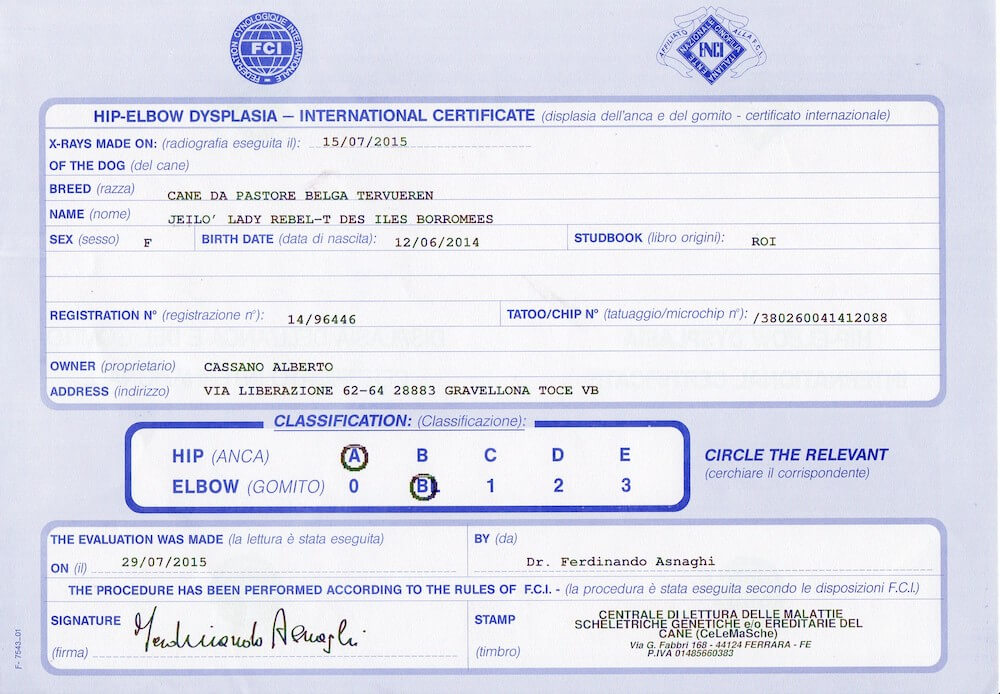 FEDERATION CYNOLOGIQUE INTERNATIONALE
FCI
AFFILIATO ALLA F.C.I.
ENCI
HIP-ELBOW DYSPLASIA – INTERNATIONAL CERTIFICATE (displasia dell'anca e del gomito - certificato internazionale)
X-RAYS MADE ON: (radiografia eseguita il): 15/07/2015
OF THE DOG (del cane)
BREED (razza) CANE DA PASTORE BELGA TERVUEREN
NAME (nome) JEILO' LADY REBEL-T DES ILES BORROMEES
SEX (sesso) F BIRTH DATE (data di nascita): 12/06/2014 STUDBOOK (libro origini): ROI
REGISTRATION N° (registrazione n°): 14/96446 TATOO/CHIP N° (tatuaggio/microchip n°): /380260041412088
OWNER (proprietario) CASSANO ALBERTO
ADDRESS (indirizzo) VIA LIBERAZIONE 62-64 28883 GRAVELLONA TOCE VB
CLASSIFICATION: (Classificazione):
HIP (ANCA) A B C D E
ELBOW (GOMITO) 0 B 1 2 3
CIRCLE THE RELEVANT
(cerchiare il corrispondente)
THE EVALUATION WAS MADE (la lettura è stata eseguita)
ON (il) 29/07/2015
BY (da)
Dr. Ferdinando Asnaghi
THE PROCEDURE HAS BEEN PERFORMED ACCORDING TO THE RULES OF F.C.I. - (la procedura è stata eseguita secondo le disposizioni F.C.I.)
SIGNATURE Ferdinando Asnaghi
(firma)
STAMP
(timbro)
CENTRALE DI LETTURA DELLE MALATTIE
SCHELETRICHE GENETICHE e/o EREDITARIE DEL
CANE (CeLeMaSche)
Via G. Fabbri 168 - 44124 FERRARA - FE
P.IVA 01485660383
F- 7543-01